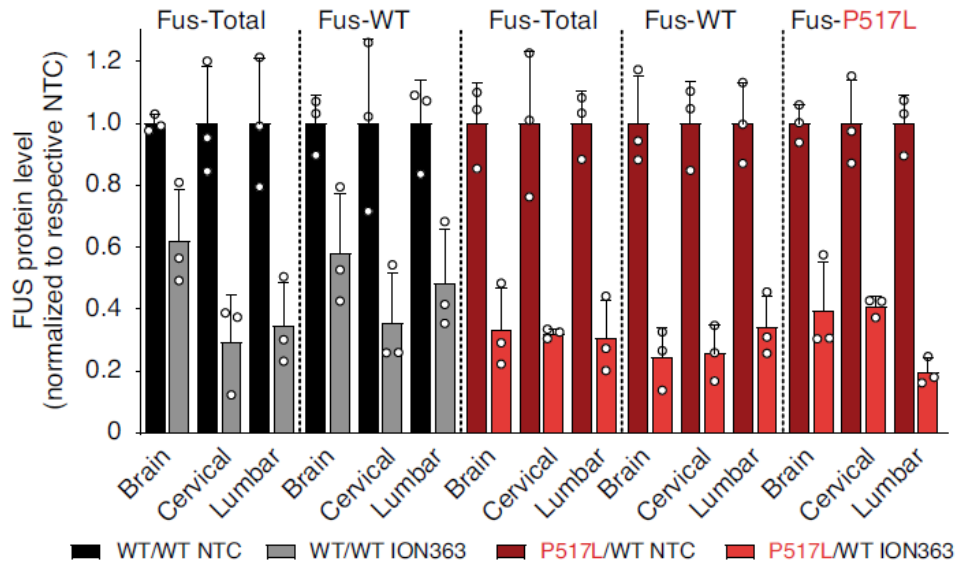 Fus-Total Fus-WT Fus-Total Fus-WT Fus-P517L
FUS protein level
(normalized to respective NTC)
1.2
1.0
0.8
0.6
0.4
0.2
0
Brain Cervical Lumbar Brain Cervical Lumbar Brain Cervical Lumbar Brain Cervical Lumbar Brain Cervical Lumbar
WT/WT NTC WT/WT ION363 P517L/WT NTC P517L/WT ION363